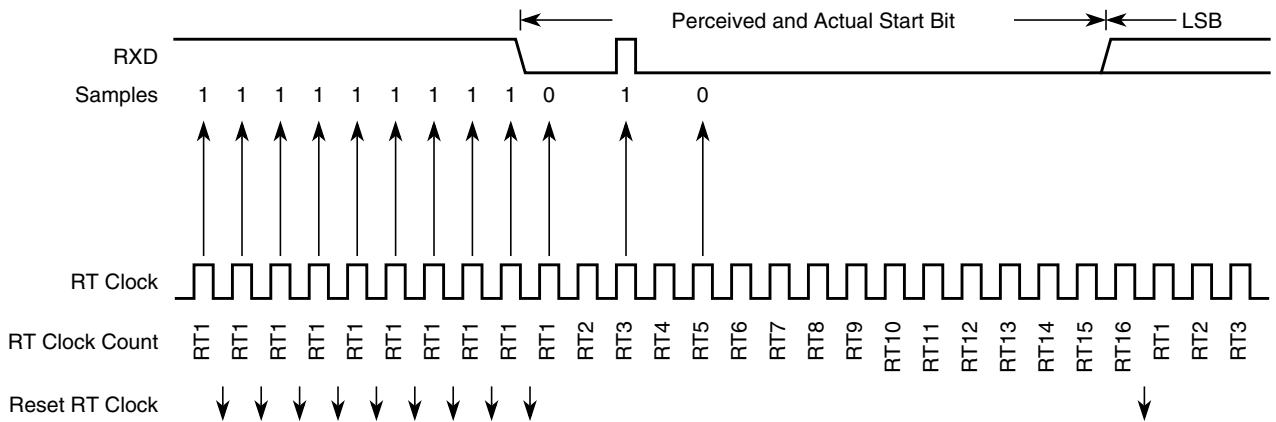 Perceived and Actual Start Bit LSB
RXD
Samples 1 1 1 1 1 1 1 1 1 0 1 0
RT Clock
RT Clock Count RT1 RT1 RT1 RT1 RT1 RT1 RT1 RT1 RT1 RT1 RT2 RT3 RT4 RT5 RT6 RT7 RT8 RT9 RT10 RT11 RT12 RT13 RT14 RT15 RT16 RT1 RT2 RT3
Reset RT Clock